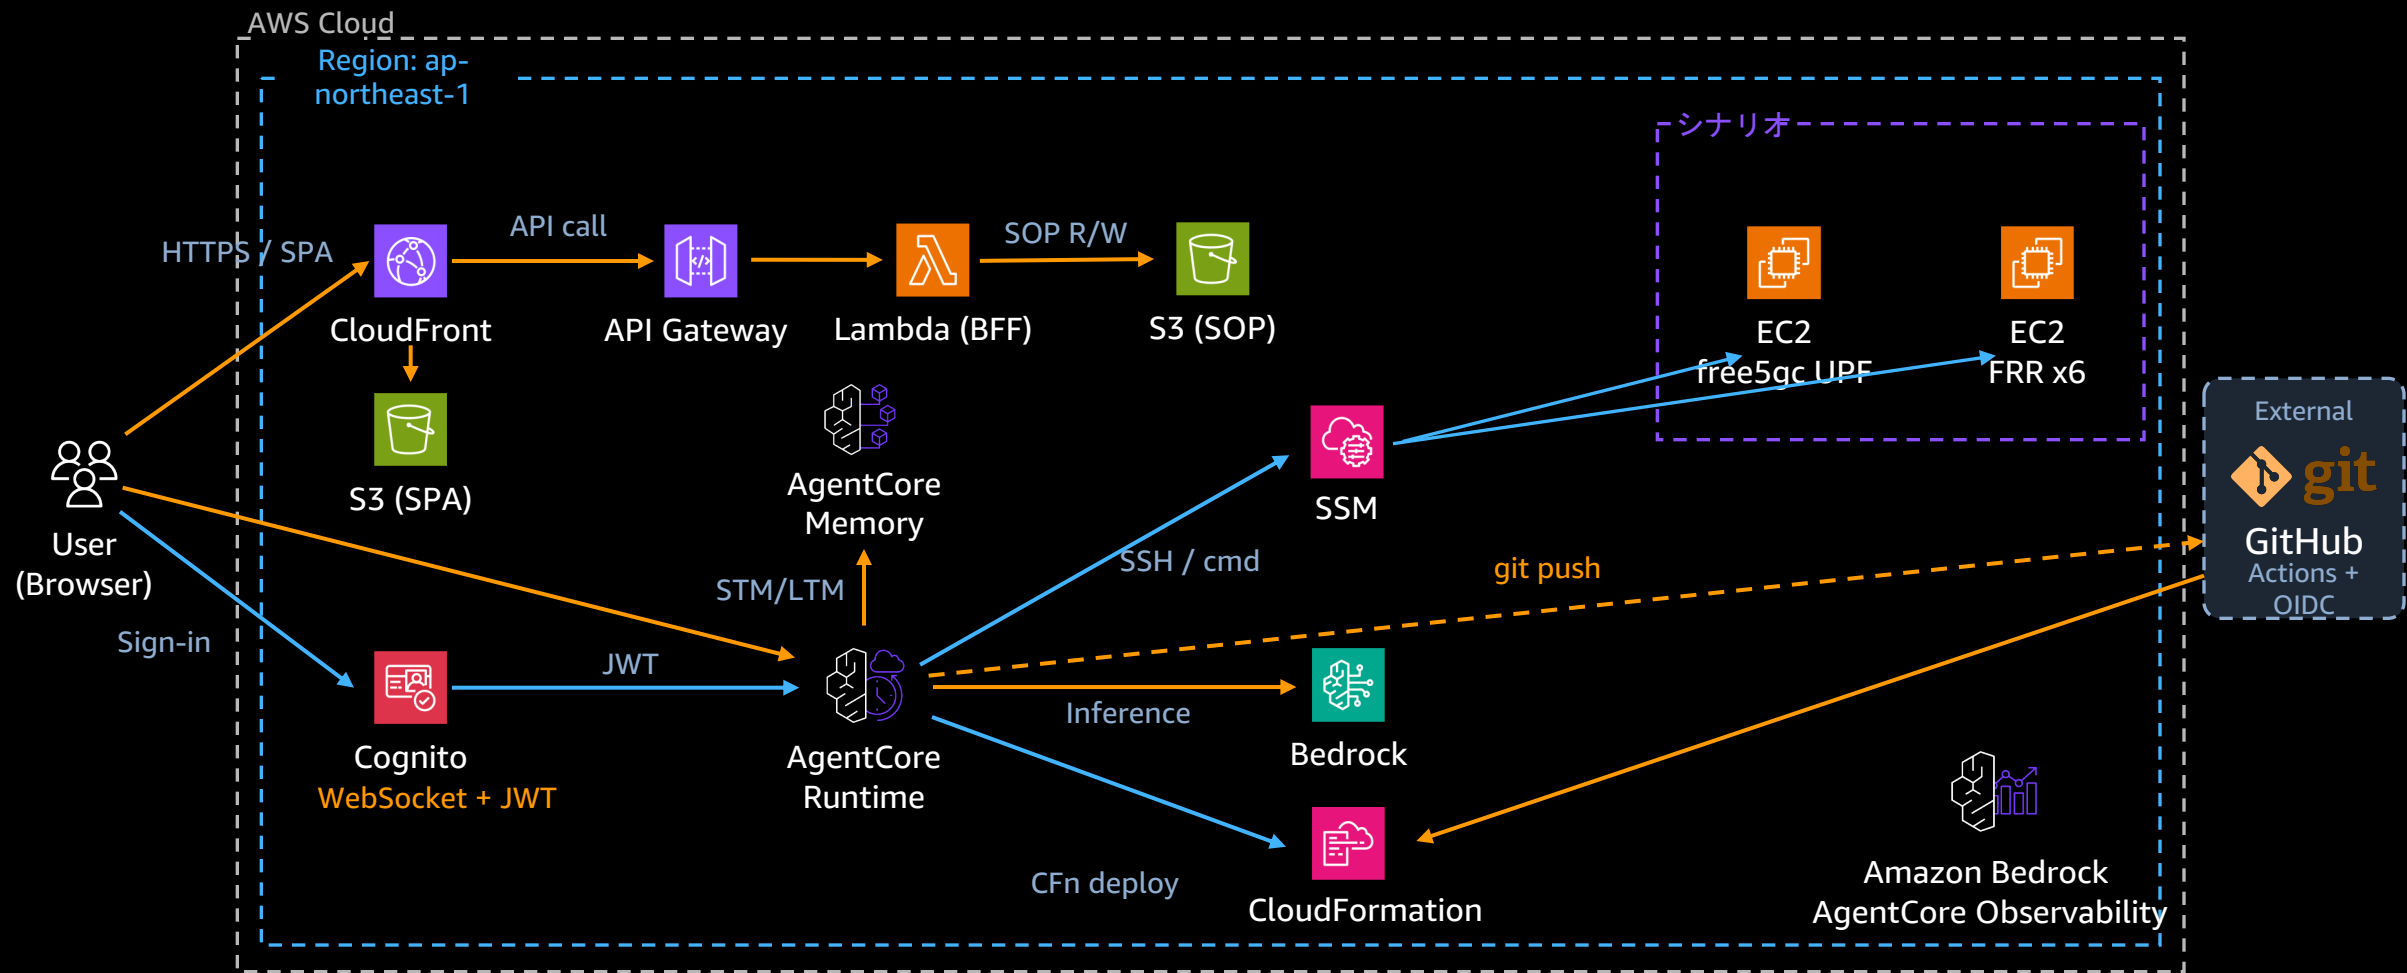 AWS Cloud
Region: ap-
northeast-1
シナリオ
HTTPS / SPA
API call
SOP R/W
CloudFront
API Gateway
Lambda (BFF)
S3 (SOP)
EC2
free5gc UPF
EC2
FRR x6
External
git
GitHub
Actions +
OIDC
S3 (SPA)
AgentCore
Memory
SSM
User
(Browser)
STM/LTM
SSH / cmd
git push
Sign-in
JWT
Inference
Cognito
WebSocket + JWT
AgentCore
Runtime
Bedrock
CFn deploy
CloudFormation
Amazon Bedrock
AgentCore Observability